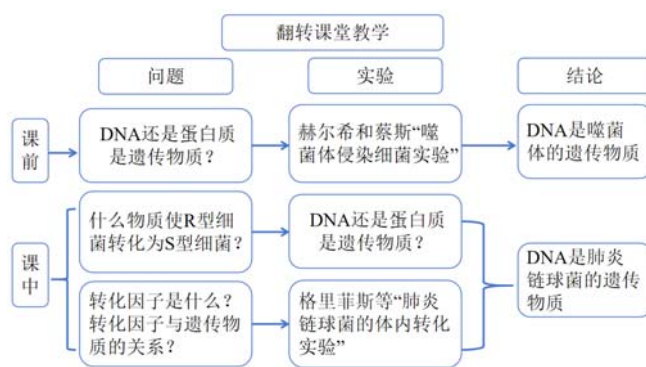 翻转课堂教学
问题
实验
结论
课
前
DNA还是蛋白质
是遗传物质？
赫尔希和蔡斯“噬
菌体侵染细菌实验”
DNA是噬菌
体的遗传物质
课
中
什么物质使R型细
菌转化为S型细菌？
DNA还是蛋白质
是遗传物质？
转化因子是什么？
转化因子与遗传物
质的关系？
格里菲斯等“肺炎
链球菌的体内转化
实验”
DNA是肺炎
链球菌的遗传
物质